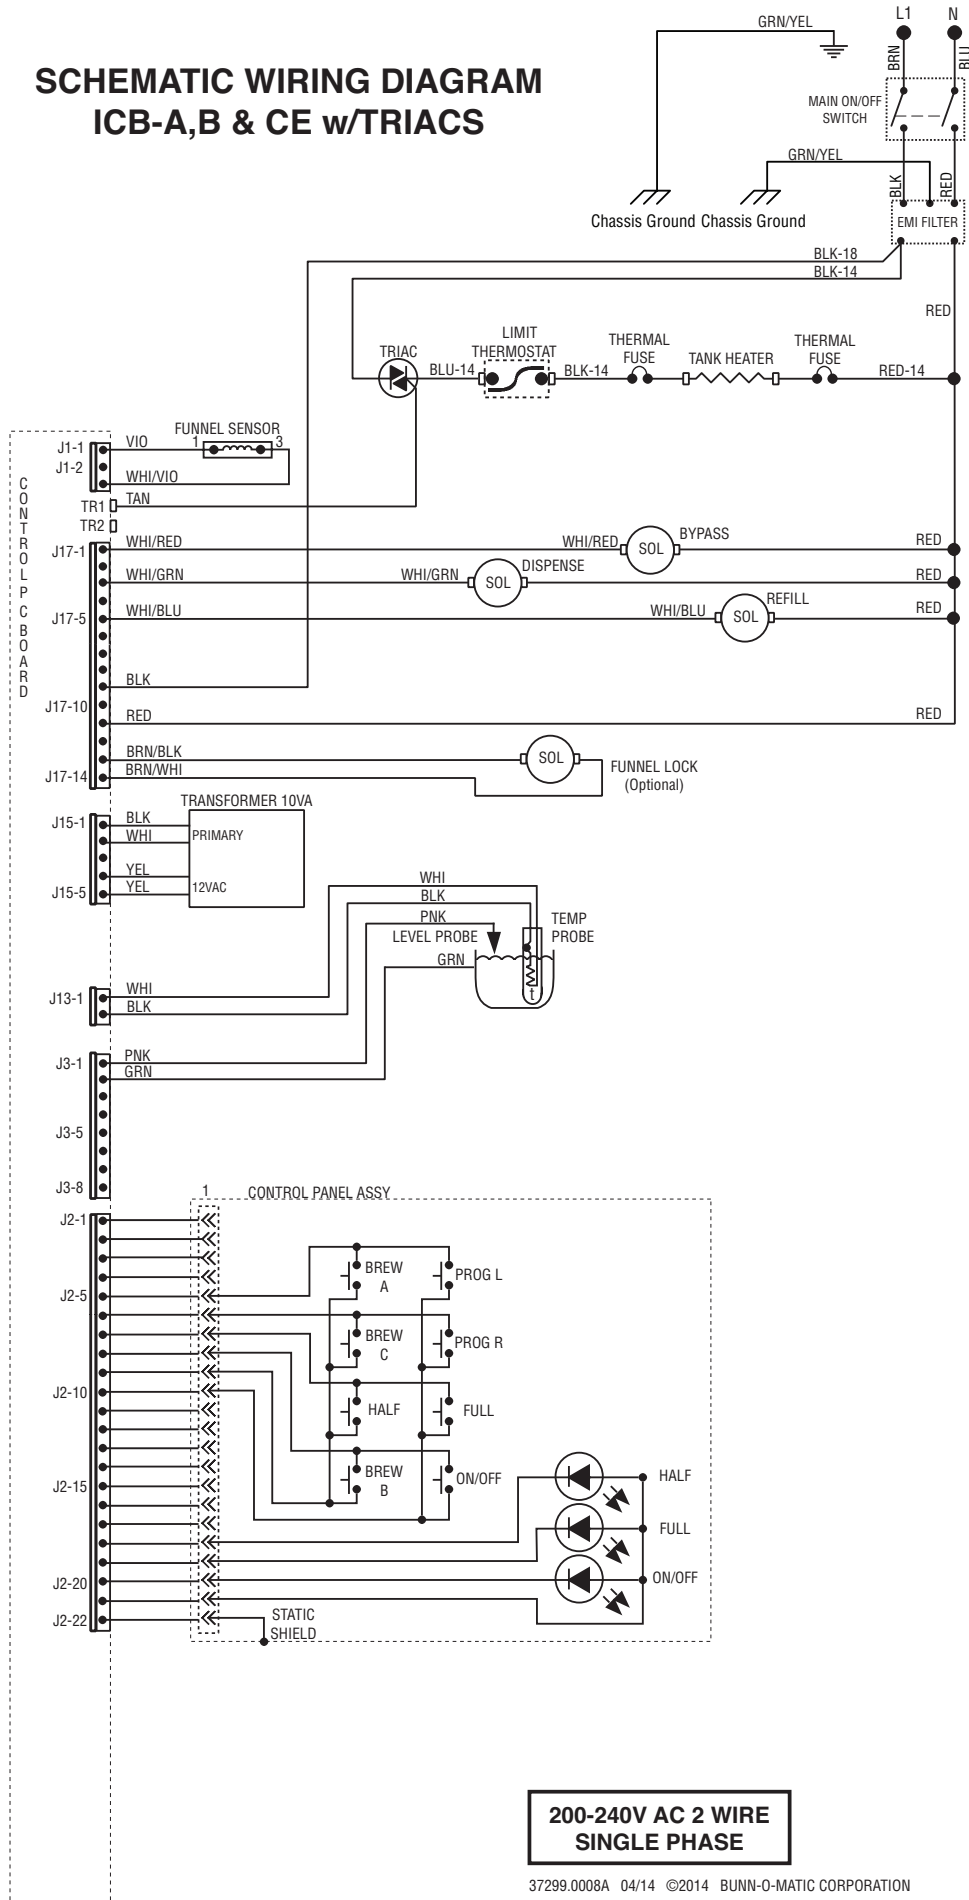 SCHEMATIC WIRING DIAGRAM
ICB-A,B & CE w/TRIACS
GRN/YEL
L1
N
BRN
BLU
MAIN ON/OFF
SWITCH
GRN/YEL
BLK
RED
Chassis Ground
Chassis Ground
EMI FILTER
BLK-18
BLK-14
RED
TRIAC
BLU-14
LIMIT
THERMOSTAT
BLK-14
THERMAL
FUSE
TANK HEATER
THERMAL
FUSE
RED-14
CONTROL P C BOARD
J1-1
VIO
1
FUNNEL SENSOR
3
J1-2
WHI/VIO
TR1
TAN
TR2
J17-1
WHI/RED
WHI/RED
SOL
BYPASS
RED
WHI/GRN
WHI/GRN
SOL
DISPENSE
RED
J17-5
WHI/BLU
WHI/BLU
SOL
REFILL
RED
BLK
J17-10
RED
RED
BRN/BLK
SOL
FUNNEL LOCK
(Optional)
J17-14
BRN/WHI
TRANSFORMER 10VA
J15-1
BLK
WHI
PRIMARY
YEL
J15-5
YEL
12VAC
WHI
BLK
PNK
LEVEL PROBE
TEMP
PROBE
GRN
t
J13-1
WHI
BLK
J3-1
PNK
GRN
J3-5
J3-8
1
CONTROL PANEL ASSY
J2-1
J2-5
BREW
A
PROG L
BREW
C
PROG R
J2-10
HALF
FULL
BREW
B
ON/OFF
J2-15
HALF
FULL
ON/OFF
J2-20
J2-22
STATIC
SHIELD
200-240V AC 2 WIRE
SINGLE PHASE
37299.0008A 04/14 ©2014 BUNN-O-MATIC CORPORATION